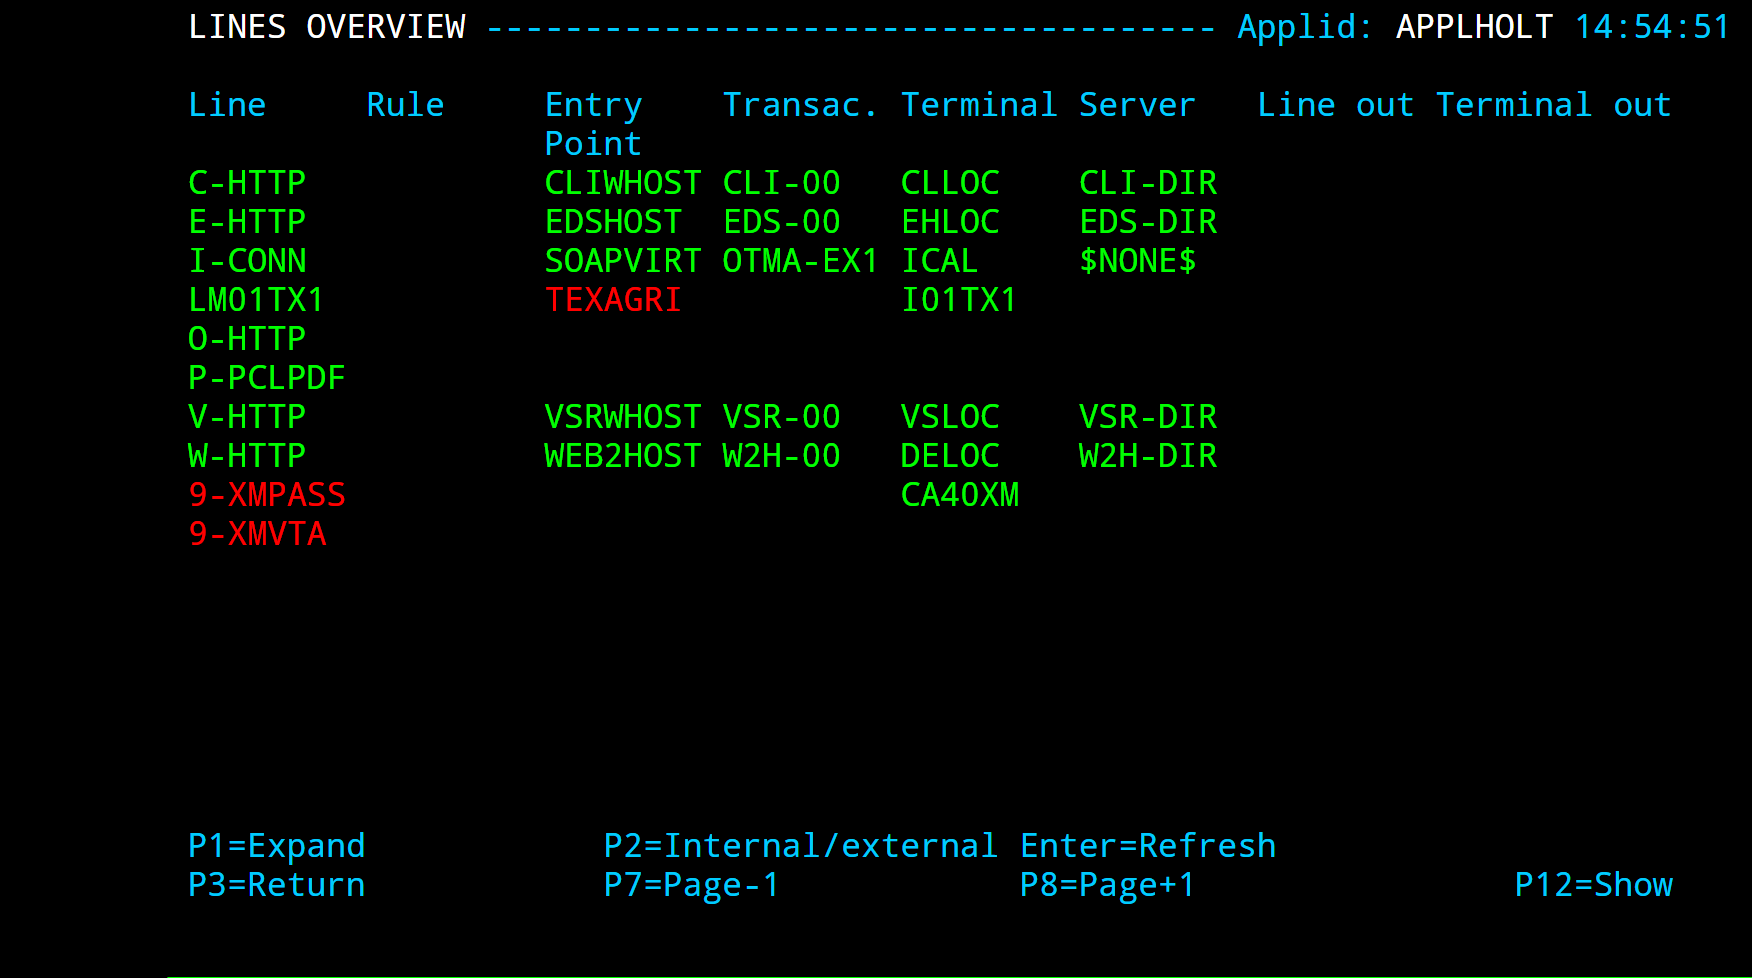 LINES OVERVIEW ------------------------------------- Applid: APPLHOLT 14:54:51
Line Rule Entry Transac. Terminal Server Line out Terminal out
Point
C-HTTP CLIWHOST CLI-00 CLLOC CLI-DIR
E-HTTP EDSHOST EDS-00 EHLOC EDS-DIR
I-CONN SOAPVIRT OTMA-EX1 ICAL $NONE$
LM01TX1 TEXAGRI I01TX1
O-HTTP
P-PCLPDF
V-HTTP VSRWHOST VSR-00 VSLOC VSR-DIR
W-HTTP WEB2HOST W2H-00 DELOC W2H-DIR
9-XMPASS CA40XM
9-XMVTA
P1=Expand P2=Internal/external Enter=Refresh
P3=Return P7=Page-1 P8=Page+1 P12=Show